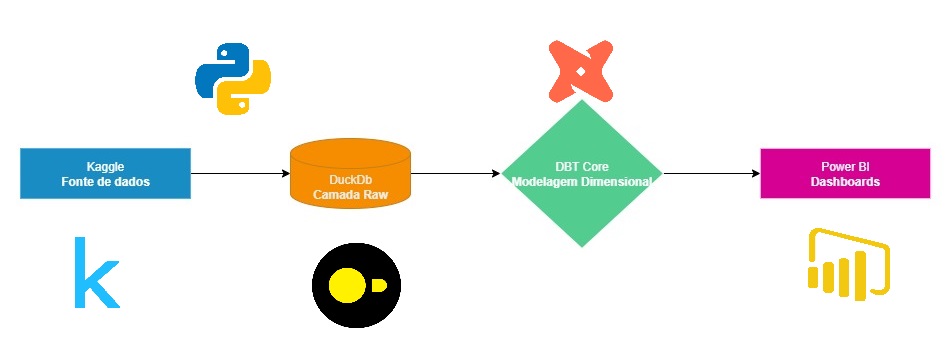 Kaggle
Fonte de dados
DuckDb
Camada Raw
DBT Core
Modelagem Dimensional
Power BI
Dashboards
k